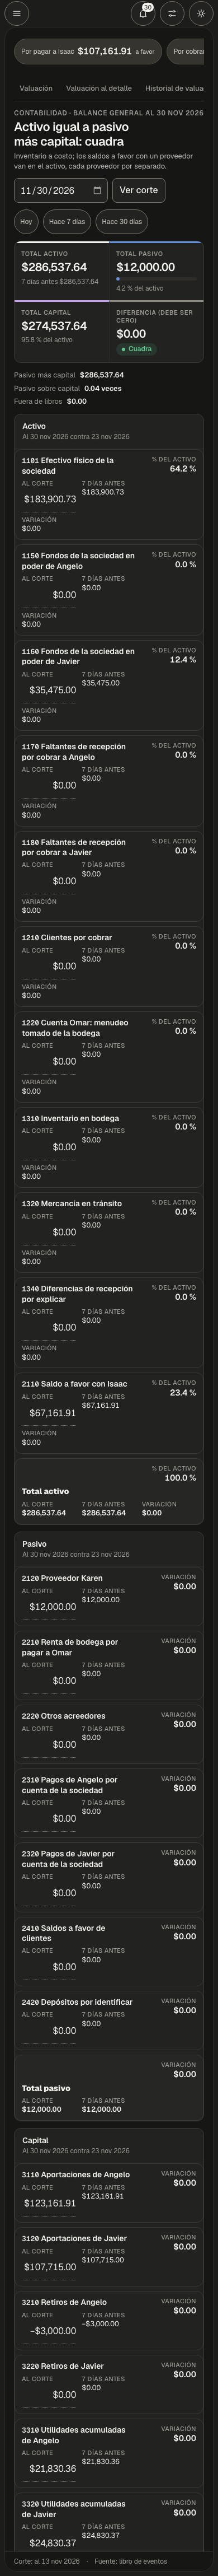 30
Por pagar a Isaac $107,161.91 a favor
Por cobrar
Valuación
Valuación al detalle
Historial de valua
CONTABILIDAD · BALANCE GENERAL AL 30 NOV 2026
Activo igual a pasivo
más capital: cuadra
Inventario a costo; los saldos a favor con un proveedor
van en el activo, cada proveedor por separado.
11/30/2026
Ver corte
Hoy
Hace 7 días
Hace 30 días
TOTAL ACTIVO
$286,537.64
7 días antes $286,537.64
TOTAL PASIVO
$12,000.00
4.2 % del activo
TOTAL CAPITAL
$274,537.64
95.8 % del activo
DIFERENCIA (DEBE SER
CERO)
$0.00
Cuadra
Pasivo más capital $286,537.64
Pasivo sobre capital 0.04 veces
Fuera de libros $0.00
Activo
Al 30 nov 2026 contra 23 nov 2026
1101 Efectivo físico de la
sociedad
% DEL ACTIVO
64.2 %
AL CORTE
$183,900.73
7 DÍAS ANTES
$183,900.73
VARIACIÓN
$0.00
1150 Fondos de la sociedad en
poder de Angelo
% DEL ACTIVO
0.0 %
AL CORTE
$0.00
7 DÍAS ANTES
$0.00
VARIACIÓN
$0.00
1160 Fondos de la sociedad en
poder de Javier
% DEL ACTIVO
12.4 %
AL CORTE
$35,475.00
7 DÍAS ANTES
$35,475.00
VARIACIÓN
$0.00
1170 Faltantes de recepción
por cobrar a Angelo
% DEL ACTIVO
0.0 %
AL CORTE
$0.00
7 DÍAS ANTES
$0.00
VARIACIÓN
$0.00
1180 Faltantes de recepción
por cobrar a Javier
% DEL ACTIVO
0.0 %
AL CORTE
$0.00
7 DÍAS ANTES
$0.00
VARIACIÓN
$0.00
1210 Clientes por cobrar
% DEL ACTIVO
0.0 %
AL CORTE
$0.00
7 DÍAS ANTES
$0.00
VARIACIÓN
$0.00
1220 Cuenta Omar: menudeo
tomado de la bodega
% DEL ACTIVO
0.0 %
AL CORTE
$0.00
7 DÍAS ANTES
$0.00
VARIACIÓN
$0.00
1310 Inventario en bodega
% DEL ACTIVO
0.0 %
AL CORTE
$0.00
7 DÍAS ANTES
$0.00
VARIACIÓN
$0.00
1320 Mercancía en tránsito
% DEL ACTIVO
0.0 %
AL CORTE
$0.00
7 DÍAS ANTES
$0.00
VARIACIÓN
$0.00
1340 Diferencias de recepción
por explicar
% DEL ACTIVO
0.0 %
AL CORTE
$0.00
7 DÍAS ANTES
$0.00
VARIACIÓN
$0.00
2110 Saldo a favor con Isaac
% DEL ACTIVO
23.4 %
AL CORTE
$67,161.91
7 DÍAS ANTES
$67,161.91
VARIACIÓN
$0.00
% DEL ACTIVO
100.0 %
Total activo
AL CORTE
$286,537.64
7 DÍAS ANTES
$286,537.64
VARIACIÓN
$0.00
Pasivo
Al 30 nov 2026 contra 23 nov 2026
2120 Proveedor Karen
VARIACIÓN
$0.00
AL CORTE
$12,000.00
7 DÍAS ANTES
$12,000.00
2210 Renta de bodega por
pagar a Omar
VARIACIÓN
$0.00
AL CORTE
$0.00
7 DÍAS ANTES
$0.00
2220 Otros acreedores
VARIACIÓN
$0.00
AL CORTE
$0.00
7 DÍAS ANTES
$0.00
2310 Pagos de Angelo por
cuenta de la sociedad
VARIACIÓN
$0.00
AL CORTE
$0.00
7 DÍAS ANTES
$0.00
2320 Pagos de Javier por
cuenta de la sociedad
VARIACIÓN
$0.00
AL CORTE
$0.00
7 DÍAS ANTES
$0.00
2410 Saldos a favor de
clientes
VARIACIÓN
$0.00
AL CORTE
$0.00
7 DÍAS ANTES
$0.00
2420 Depósitos por identificar
VARIACIÓN
$0.00
AL CORTE
$0.00
7 DÍAS ANTES
$0.00
VARIACIÓN
$0.00
Total pasivo
AL CORTE
$12,000.00
7 DÍAS ANTES
$12,000.00
Capital
Al 30 nov 2026 contra 23 nov 2026
3110 Aportaciones de Angelo
VARIACIÓN
$0.00
AL CORTE
$123,161.91
7 DÍAS ANTES
$123,161.91
3120 Aportaciones de Javier
VARIACIÓN
$0.00
AL CORTE
$107,715.00
7 DÍAS ANTES
$107,715.00
3210 Retiros de Angelo
VARIACIÓN
$0.00
AL CORTE
−$3,000.00
7 DÍAS ANTES
−$3,000.00
3220 Retiros de Javier
VARIACIÓN
$0.00
AL CORTE
$0.00
7 DÍAS ANTES
$0.00
3310 Utilidades acumuladas
de Angelo
VARIACIÓN
$0.00
AL CORTE
$21,830.36
7 DÍAS ANTES
$21,830.36
3320 Utilidades acumuladas
de Javier
VARIACIÓN
$0.00
AL CORTE
$24,830.37
7 DÍAS ANTES
$24,830.37
Corte: al 13 nov 2026 · Fuente: libro de eventos